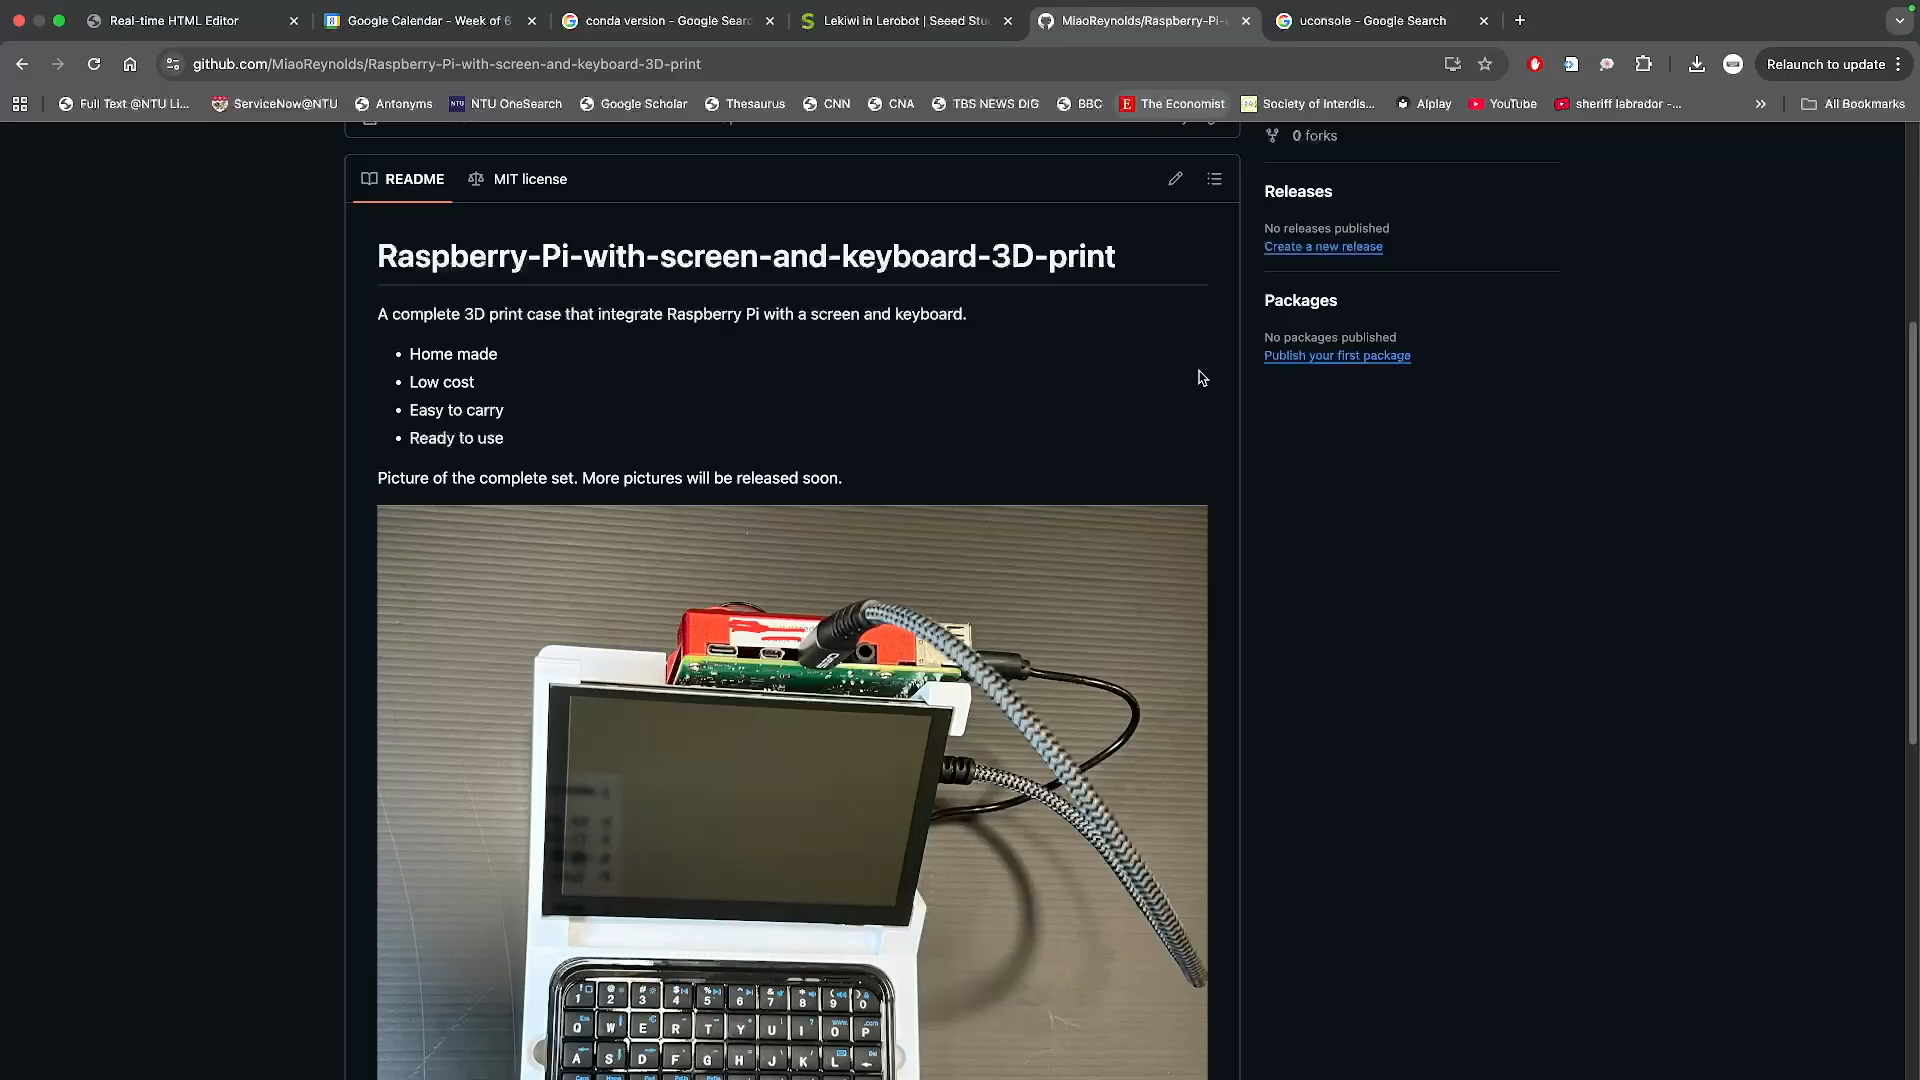 Real-time HTML Editor
Google Calendar - Week of 6
conda version - Google Searc
Lekiwi in Lerobot | Seeed Stu
MiaoReynolds/Raspberry-Pi-
uconsole - Google Search
github.com/MiaoReynolds/Raspberry-Pi-with-screen-and-keyboard-3D-print
Relaunch to update
Full Text @NTU Li...
ServiceNow@NTU
Antonyms
NTU OneSearch
Google Scholar
Thesaurus
CNN
CNA
TBS NEWS DIG
BBC
The Economist
Society of Interdis...
AIplay
YouTube
sheriff labrador -...
All Bookmarks
0 forks
README
MIT license
Releases
No releases published
Create a new release
Packages
No packages published
Publish your first package
Raspberry-Pi-with-screen-and-keyboard-3D-print
A complete 3D print case that integrate Raspberry Pi with a screen and keyboard.
Home made
Low cost
Easy to carry
Ready to use
Picture of the complete set. More pictures will be released soon.
1 2 3 4 5 6 7 8 9 0
Q W E R T Y U I O P
A S D F G H J K L